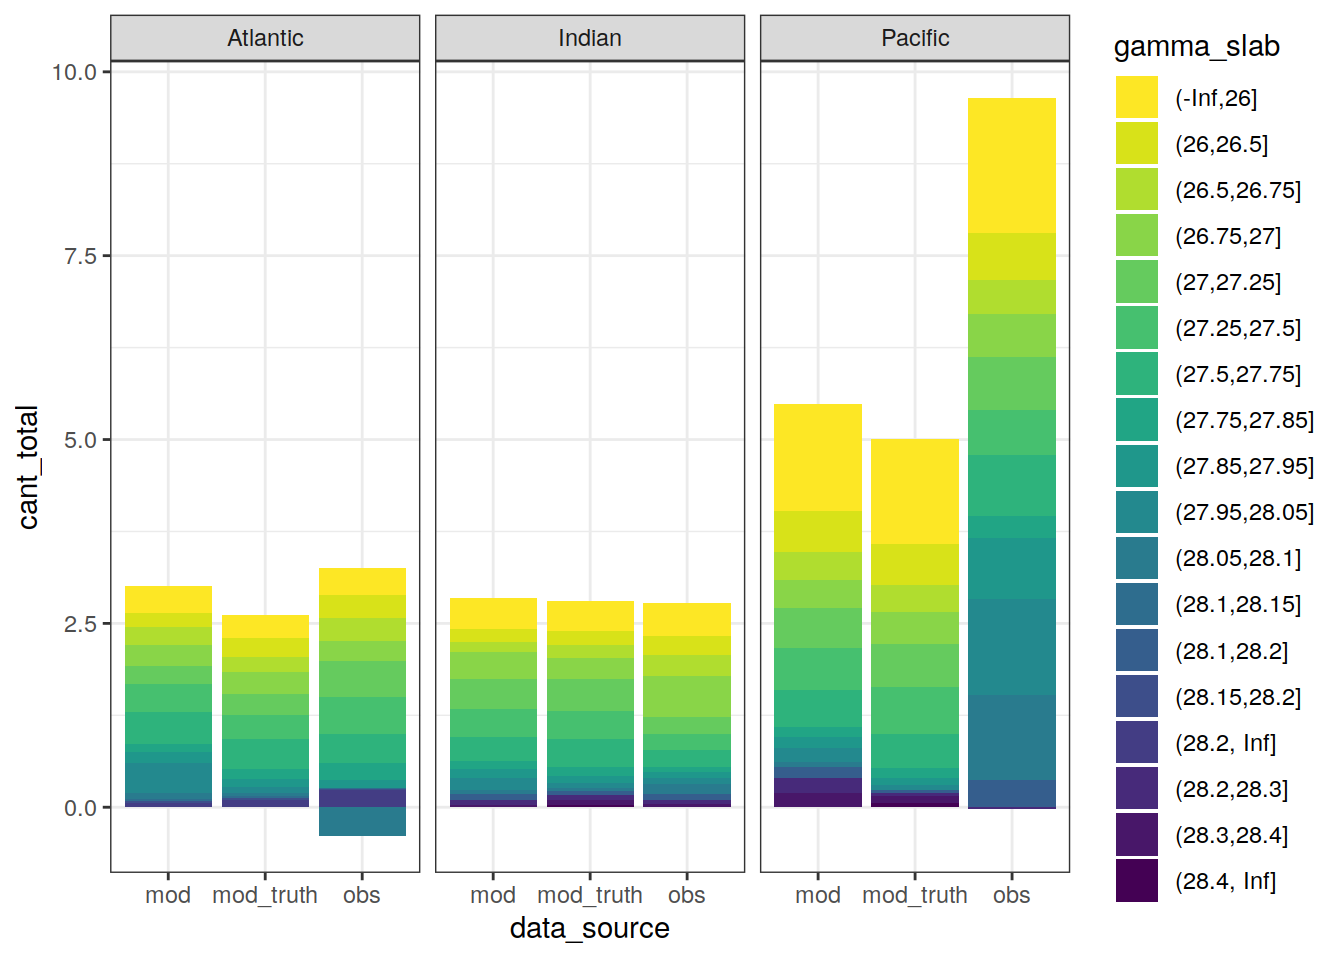 Atlantic
Indian
Pacific
cant_total
10.0
7.5
5.0
2.5
0.0
mod
mod_truth
obs
mod
mod_truth
obs
mod
mod_truth
obs
data_source
gamma_slab
(-Inf,26]
(26,26.5]
(26.5,26.75]
(26.75,27]
(27,27.25]
(27.25,27.5]
(27.5,27.75]
(27.75,27.85]
(27.85,27.95]
(27.95,28.05]
(28.05,28.1]
(28.1,28.15]
(28.1,28.2]
(28.15,28.2]
(28.2, Inf]
(28.2,28.3]
(28.3,28.4]
(28.4, Inf]